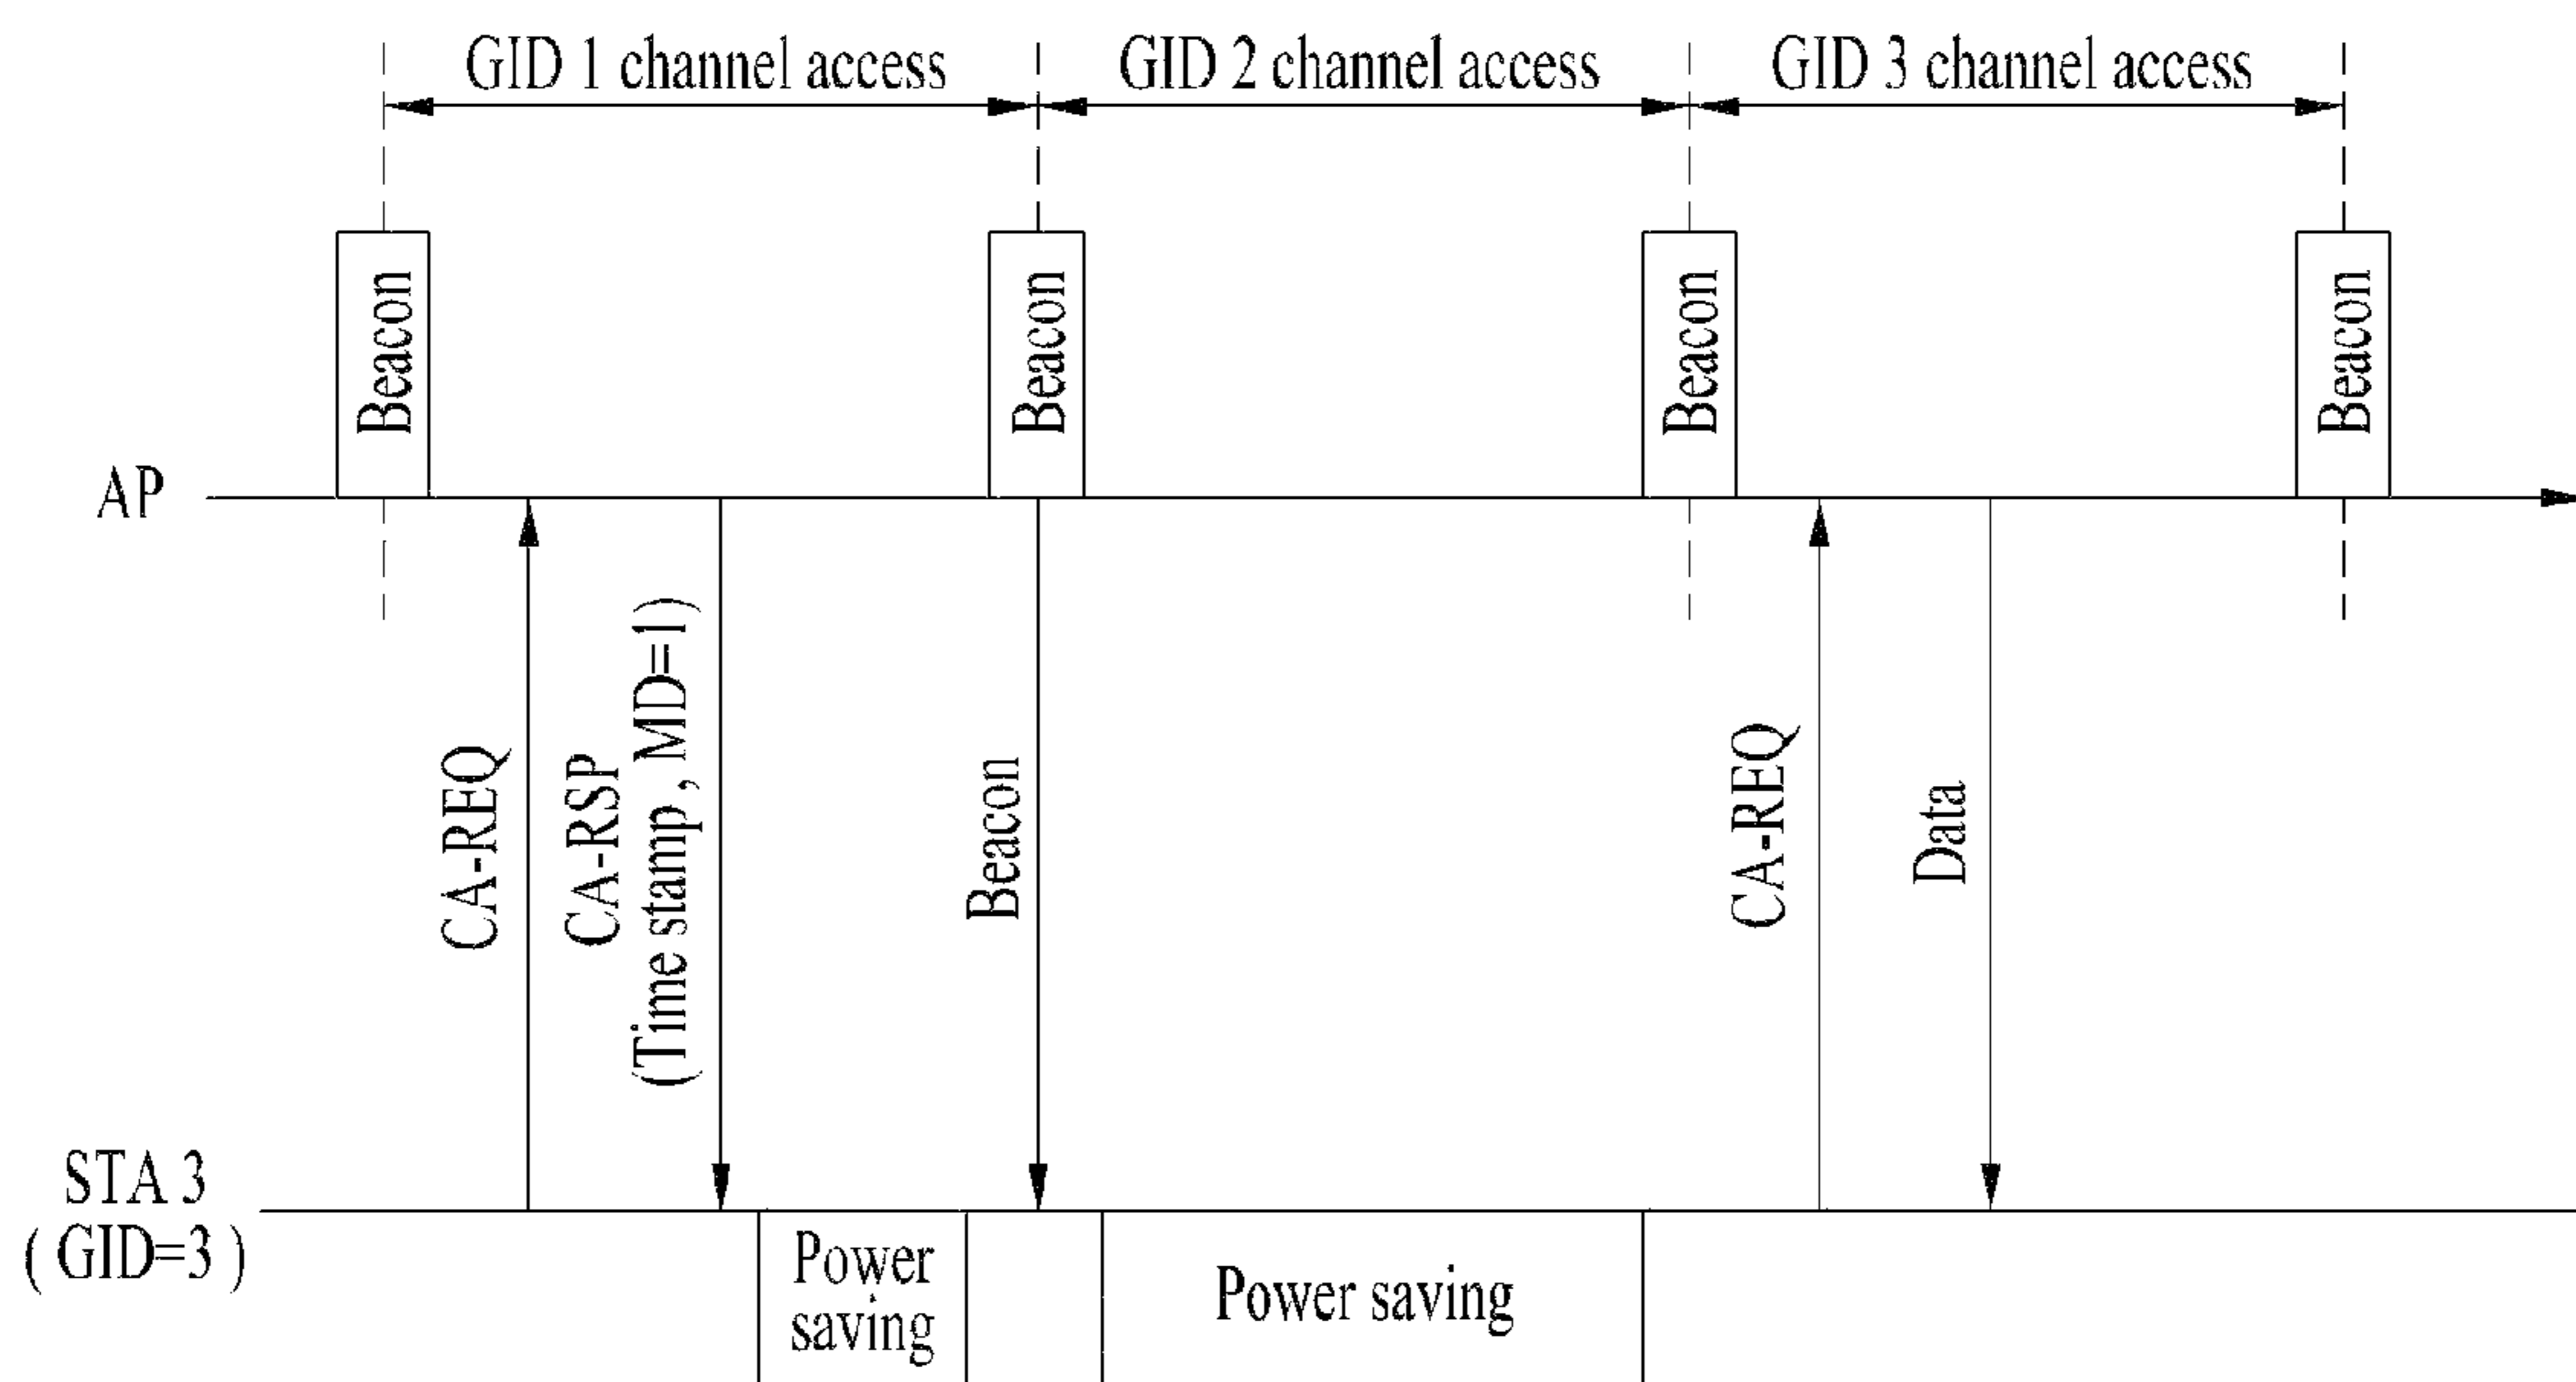 GID 1 channel access
GID 2 channel access
GID 3 channel access
Beacon
Beacon
Beacon
Beacon
AP
CA-REQ
CA-RSP
(Time stamp , MD=1)
Beacon
CA-REQ
Data
STA 3
( GID=3 )
Power
saving
Power saving